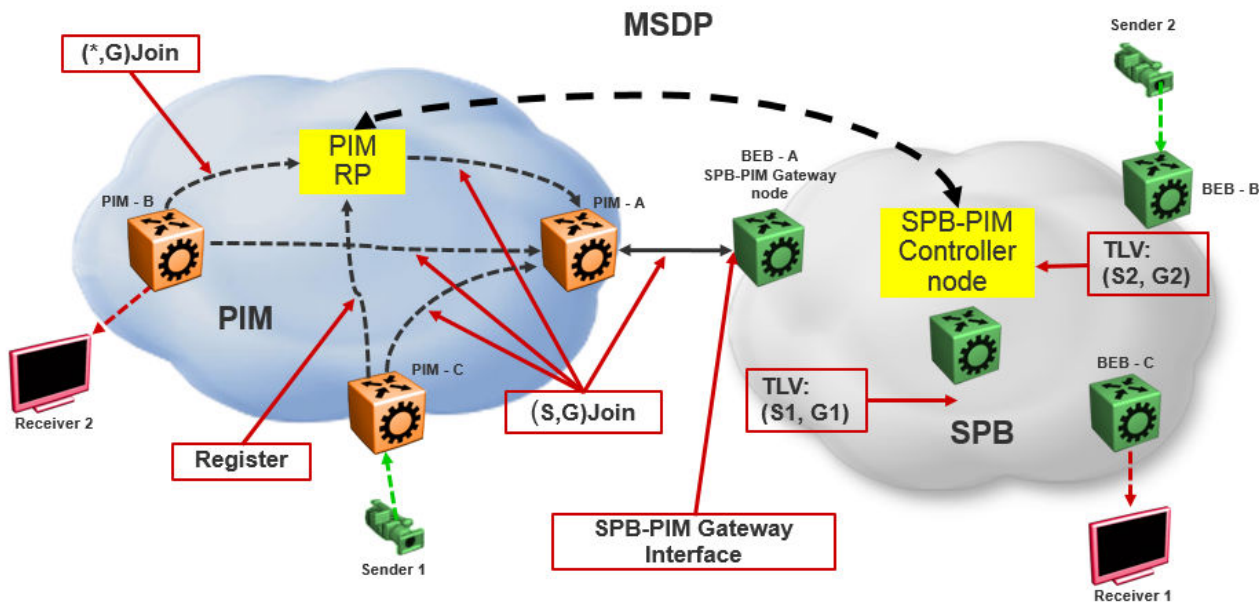 MSDP
Sender 2
(*,G)Join
PIM
RP
BEB - A
SPB-PIM Gateway
node
PIM - B
PIM - A
BEB - B
SPB-PIM
Controller
node
TLV:
(S2, G2)
PIM
PIM - C
BEB - C
TLV:
(S1, G1)
(S,G)Join
Receiver 2
SPB
Register
SPB-PIM Gateway
Interface
Sender 1
Receiver 1